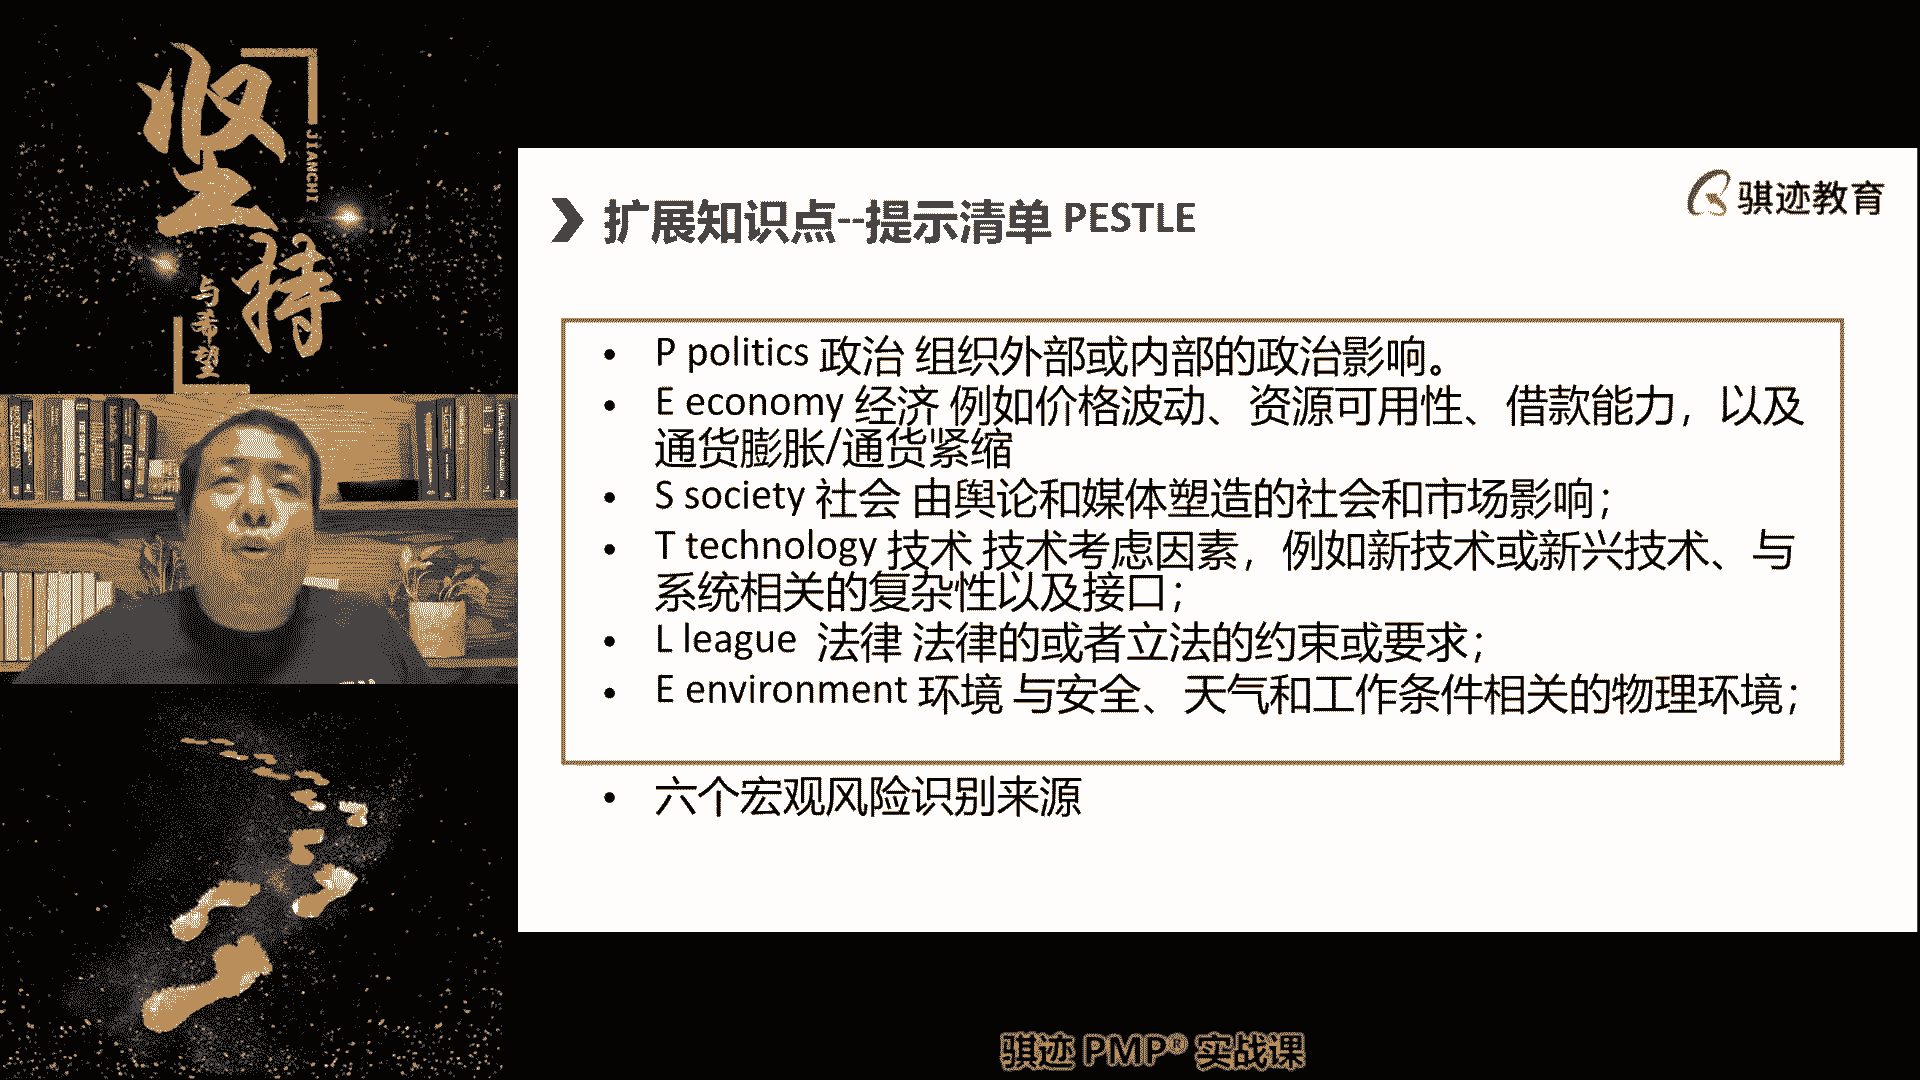 坚
持
JIANCHI
与希望
骐迹教育
扩展知识点--提示清单 PESTLE
• P politics 政治 组织外部或内部的政治影响。
• E economy 经济 例如价格波动、资源可用性、借款能力，以及
通货膨胀/通货紧缩
• S society 社会 由舆论和媒体塑造的社会和市场影响；
• T technology 技术 技术考虑因素，例如新技术或新兴技术、与
系统相关的复杂性以及接口；
• L league 法律 法律的或者立法的约束或要求；
• E environment 环境 与安全、天气和工作条件相关的物理环境；
• 六个宏观风险识别来源
骐迹 PMP® 实战课